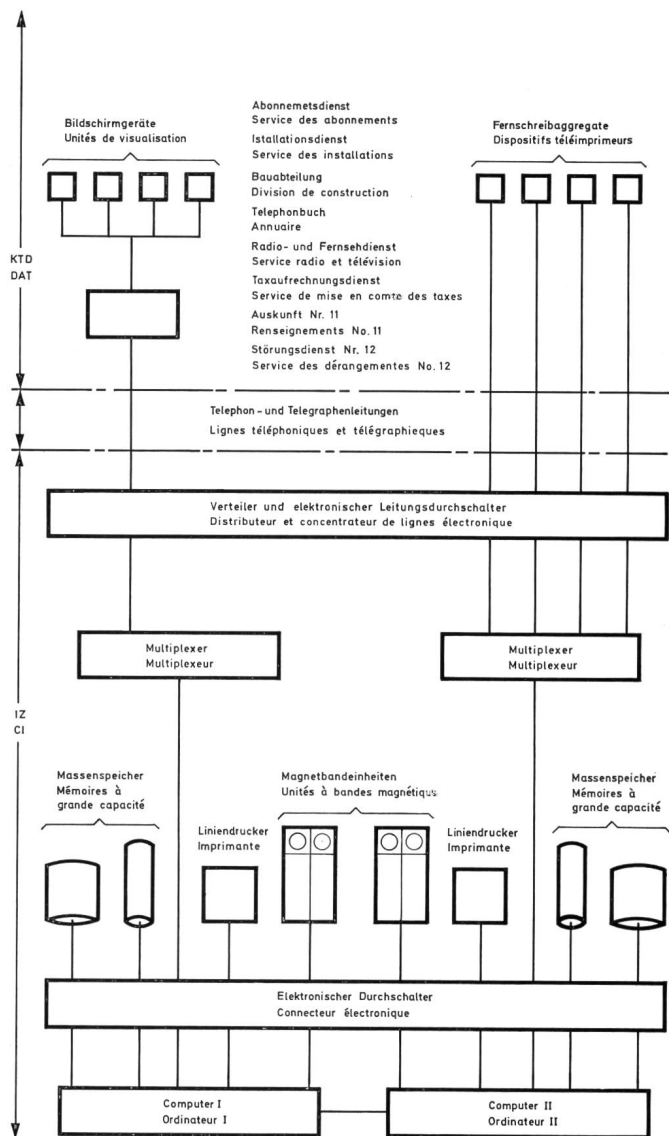 Bildschirmgeräte
Unités de visualisation
Abonnemetsdienst
Service des abonnements
Istallationsdienst
Service des installations
Bauabteilung
Division de construction
Telephonbuch
Annuaire
Radio- und Fernsehdienst
Service radio et télévision
Taxaufrechnungsdienst
Service de mise en comte des taxes
Auskunft Nr. 11
Renseignements No. 11
Störungsdienst Nr. 12
Service des dérangementes No. 12
Fernschreibaggregate
Dispositifs téléimprimeurs
KTD
DAT
Telephon- und Telegraphenleitungen
Lignes téléphoniques et télégraphieques
Verteiler und elektronischer Leitungsdurchschalter
Distributeur et concentrateur de lignes électronique
Multiplexer
Multiplexeur
Multiplexer
Multiplexeur
IZ
CI
Massenspeicher
Mémoires à
grande capacité
Liniendrucker
Imprimante
Magnetbandeinheiten
Unités à bandes magnétique
Liniendrucker
Imprimante
Massenspeicher
Mémoires à
grande capacité
Elektronischer Durchschalter
Connecteur électronique
Computer I
Ordinateur I
Computer II
Ordinateur II